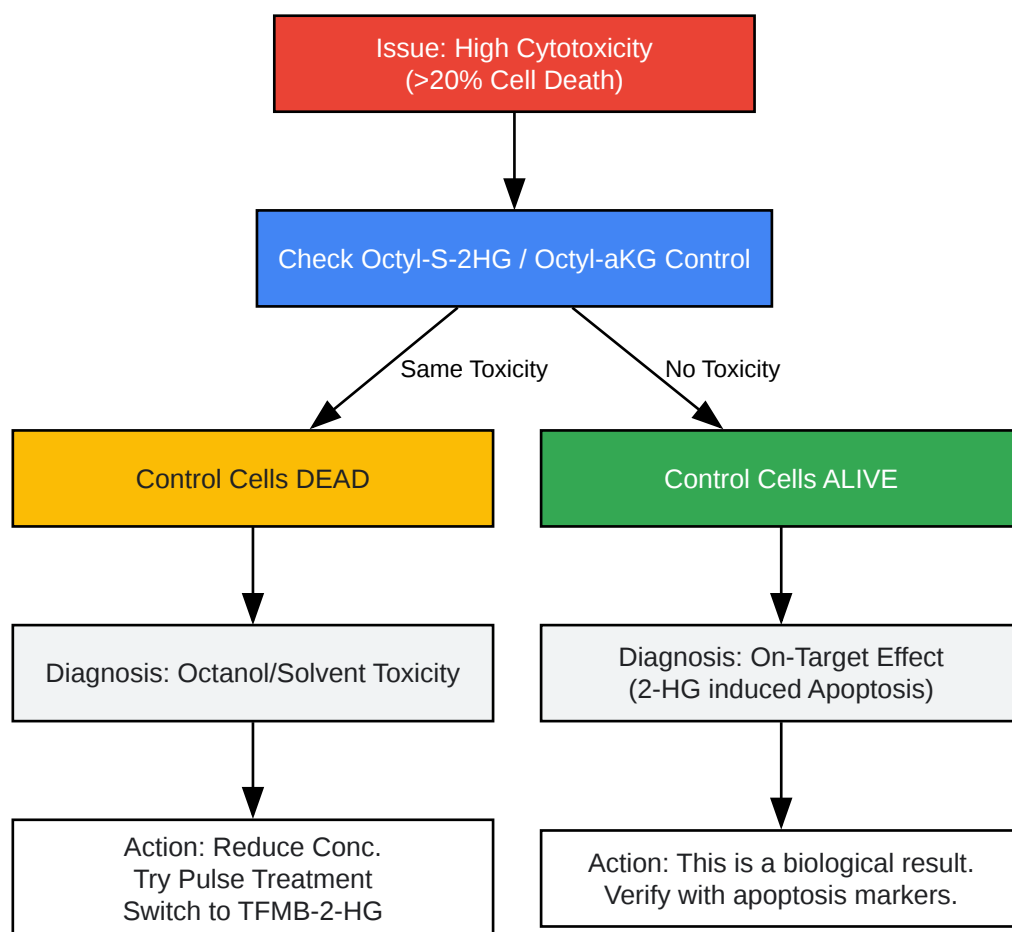 Issue: High Cytotoxicity
(>20% Cell Death)
Check Octyl-S-2HG / Octyl-aKG Control
Same Toxicity
No Toxicity
Control Cells DEAD
Control Cells ALIVE
Diagnosis: Octanol/Solvent Toxicity
Diagnosis: On-Target Effect
(2-HG induced Apoptosis)
Action: Reduce Conc.
Try Pulse Treatment
Switch to TFMB-2-HG
Action: This is a biological result.
Verify with apoptosis markers.